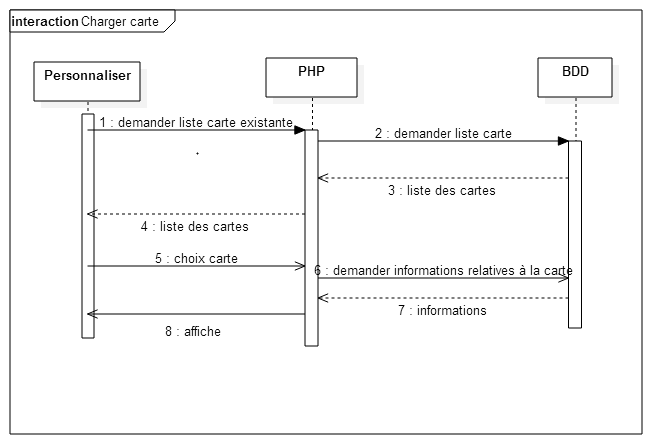 interaction Charger carte
Personnaliser
PHP
BDD
1 : demander liste carte existante
2 : demander liste carte
3 : liste des cartes
4 : liste des cartes
5 : choix carte
6 : demander informations relatives à la carte
7 : informations
8 : affiche